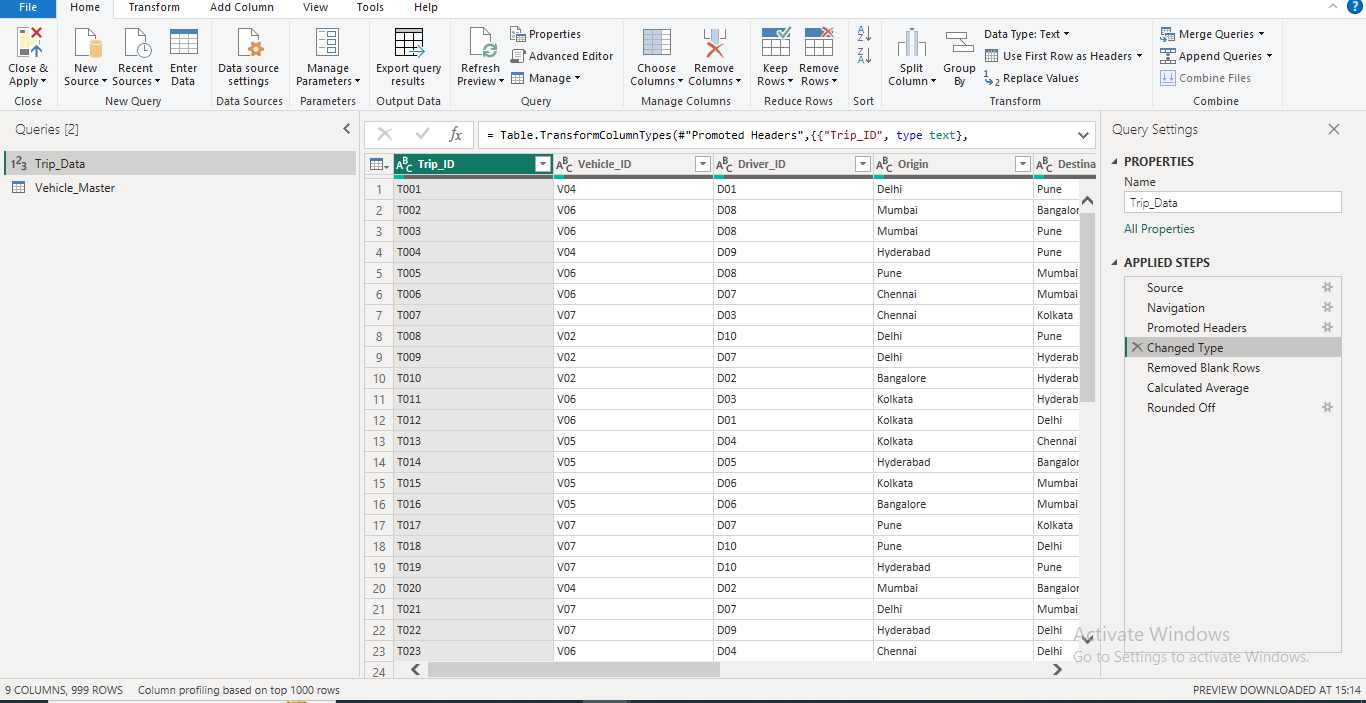 File Home Transform Add Column View Tools Help
Close & Apply
New Source
Recent Sources
Enter Data
Data source settings
Manage Parameters
Export query results
Refresh Preview
Properties
Advanced Editor
Manage
Choose Columns
Remove Columns
Keep Rows
Remove Rows
Split Column
Group By
Data Type: Text
Use First Row as Headers
Replace Values
Merge Queries
Append Queries
Combine Files
Close New Query Data Sources Parameters Output Data Query Manage Columns Reduce Rows Sort Transform Combine
Queries [2]
Trip_Data
Vehicle_Master
= Table.TransformColumnTypes(#"Promoted Headers",{{"Trip_ID", type text},
Trip_ID Vehicle_ID Driver_ID Origin Destina
1 T001 V04 D01 Delhi Pune
2 T002 V06 D08 Mumbai Bangalor
3 T003 V06 D08 Mumbai Pune
4 T004 V04 D09 Hyderabad Pune
5 T005 V06 D08 Pune Mumbai
6 T006 V06 D07 Chennai Mumbai
7 T007 V07 D03 Chennai Kolkata
8 T008 V02 D10 Delhi Pune
9 T009 V02 D07 Delhi Hyderab
10 T010 V02 D02 Bangalore Hyderab
11 T011 V06 D03 Kolkata Hyderab
12 T012 V06 D01 Kolkata Delhi
13 T013 V05 D04 Kolkata Chennai
14 T014 V05 D05 Hyderabad Bangalor
15 T015 V05 D06 Kolkata Mumbai
16 T016 V05 D06 Bangalore Mumbai
17 T017 V07 D07 Pune Kolkata
18 T018 V07 D10 Pune Delhi
19 T019 V07 D10 Hyderabad Pune
20 T020 V04 D02 Mumbai Bangalor
21 T021 V07 D07 Delhi Mumbai
22 T022 V07 D09 Hyderabad Delhi
23 T023 V06 D04 Chennai Delhi
24
Query Settings
PROPERTIES
Name
Trip_Data
All Properties
APPLIED STEPS
Source
Navigation
Promoted Headers
Changed Type
Removed Blank Rows
Calculated Average
Rounded Off
Activate Windows
Go to Settings to activate Windows.
9 COLUMNS, 999 ROWS Column profiling based on top 1000 rows PREVIEW DOWNLOADED AT 15:14